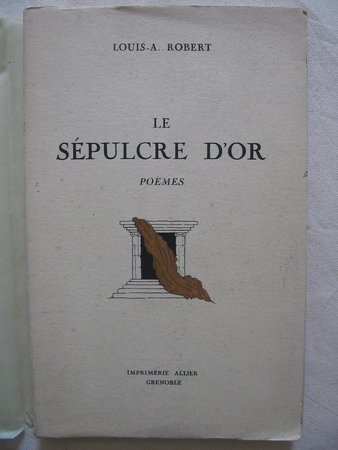 LOUIS-A. ROBERT
LE
SÉPULCRE D'OR
POÈMES
IMPRIMERIE ALLIER
GRENOBLE